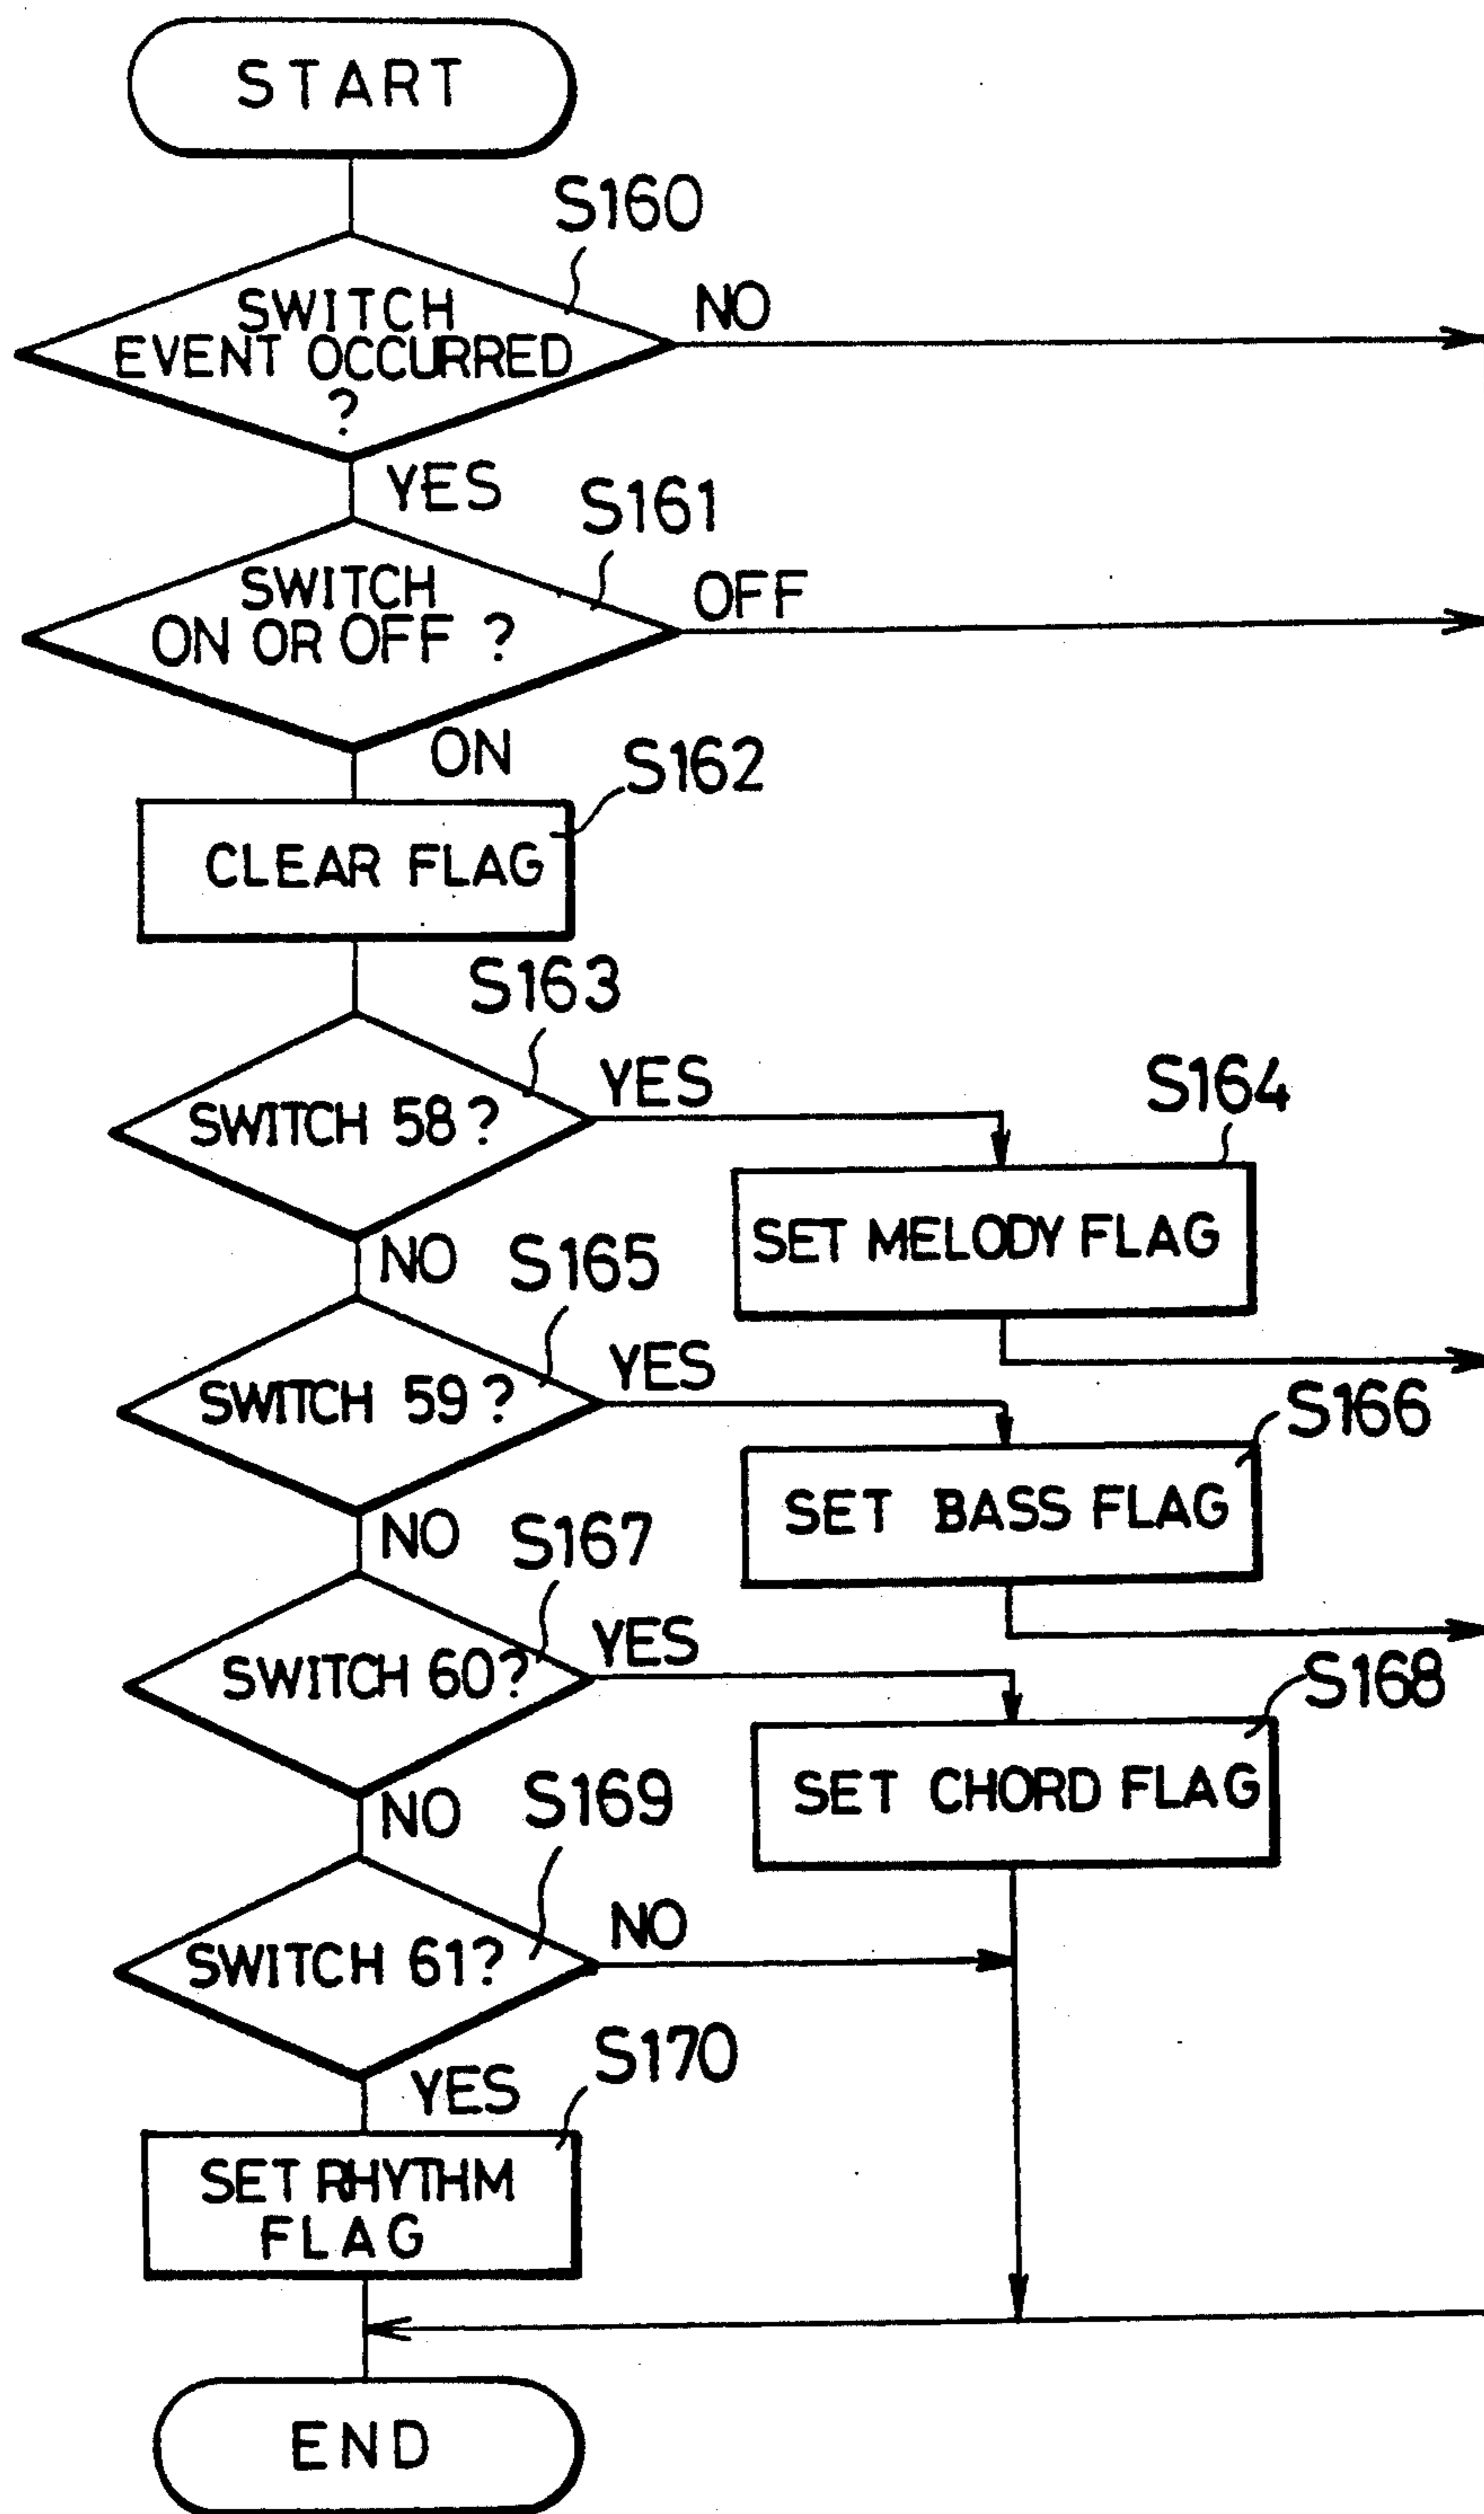 START
S160
SWITCH
EVENT OCCURRED
?
NO
YES
S161
SWITCH
ON OR OFF ?
OFF
ON
S162
CLEAR FLAG
S163
SWITCH 58?
YES
S164
SET MELODY FLAG
NO
S165
SWITCH 59?
YES
S166
SET BASS FLAG
NO
S167
SWITCH 60?
YES
S168
SET CHORD FLAG
NO
S169
SWITCH 61?
NO
YES
S170
SET RHYTHM
FLAG
END